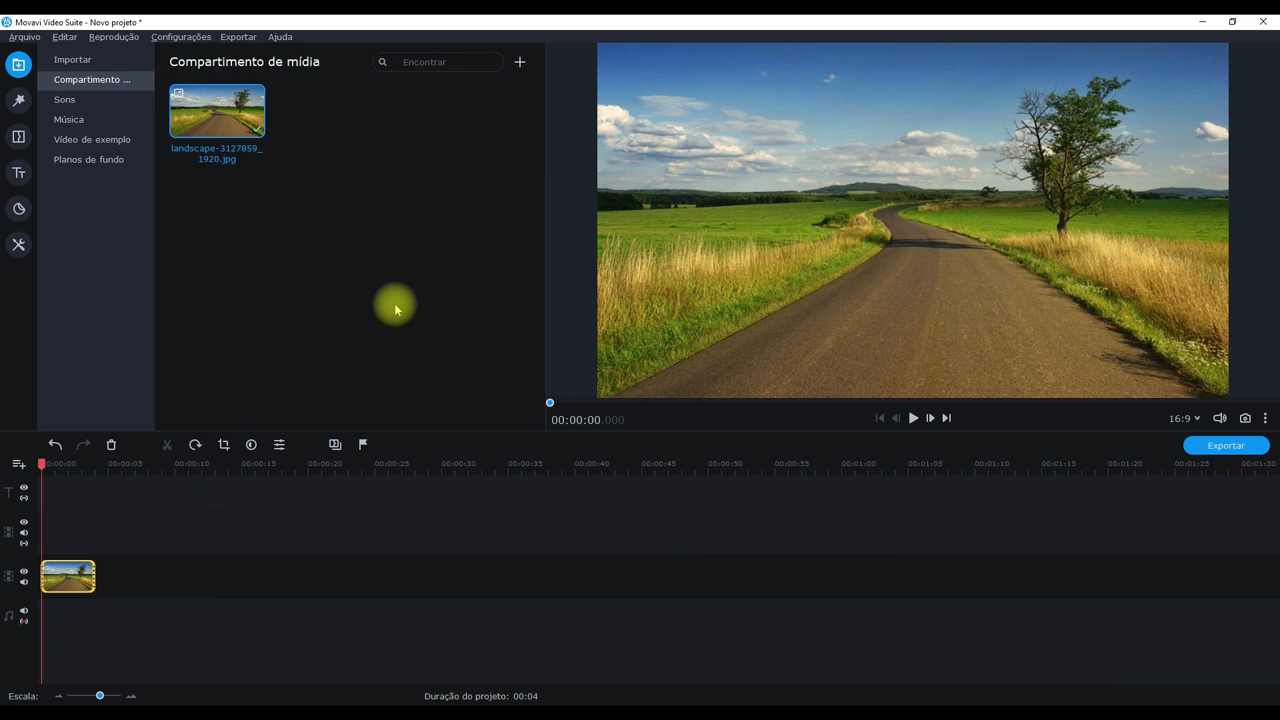 Movavi Video Suite - Novo projeto *
Arquivo Editar Reprodução Configurações Exportar Ajuda
Importar
Compartimento ...
Sons
Música
Vídeo de exemplo
Planos de fundo
Compartimento de mídia
Encontrar
landscape-3127859_
1920.jpg
00:00:00.000
16:9
Exportar
0:00:00 00:00:05 00:00:10 00:00:15 00:00:20 00:00:25 00:00:30 00:00:35 00:00:40 00:00:45 00:00:50 00:00:55 00:01:00 00:01:05 00:01:10 00:01:15 00:01:20 00:01:25 00:01:30
Escala:
Duração do projeto: 00:04